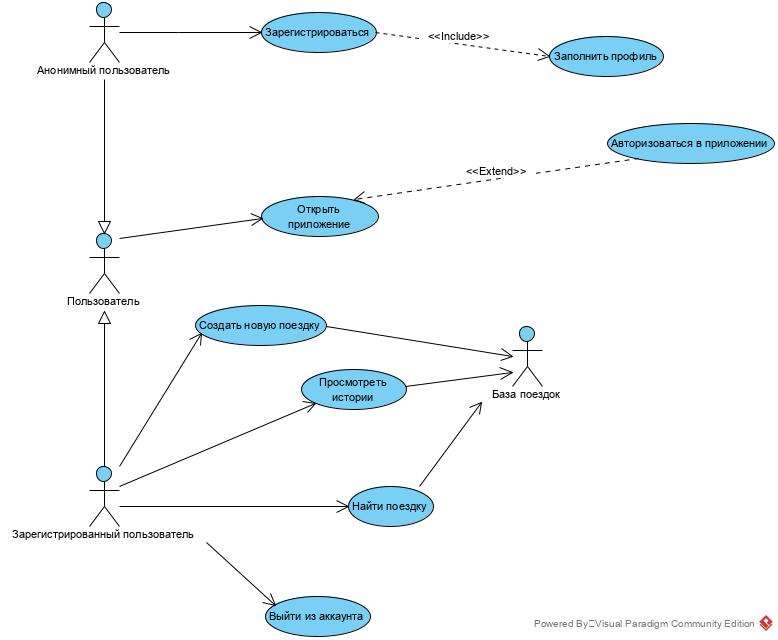 Зарегистрироваться
<<Include>>
Заполнить профиль
Анонимный пользователь
Авторизоваться в приложении
<<Extend>>
Открыть
приложение
Пользователь
Создать новую поездку
Просмотреть
истории
База поездок
Найти поездку
Зарегистрированный пользователь
Выйти из аккаунта
Powered By Visual Paradigm Community Edition